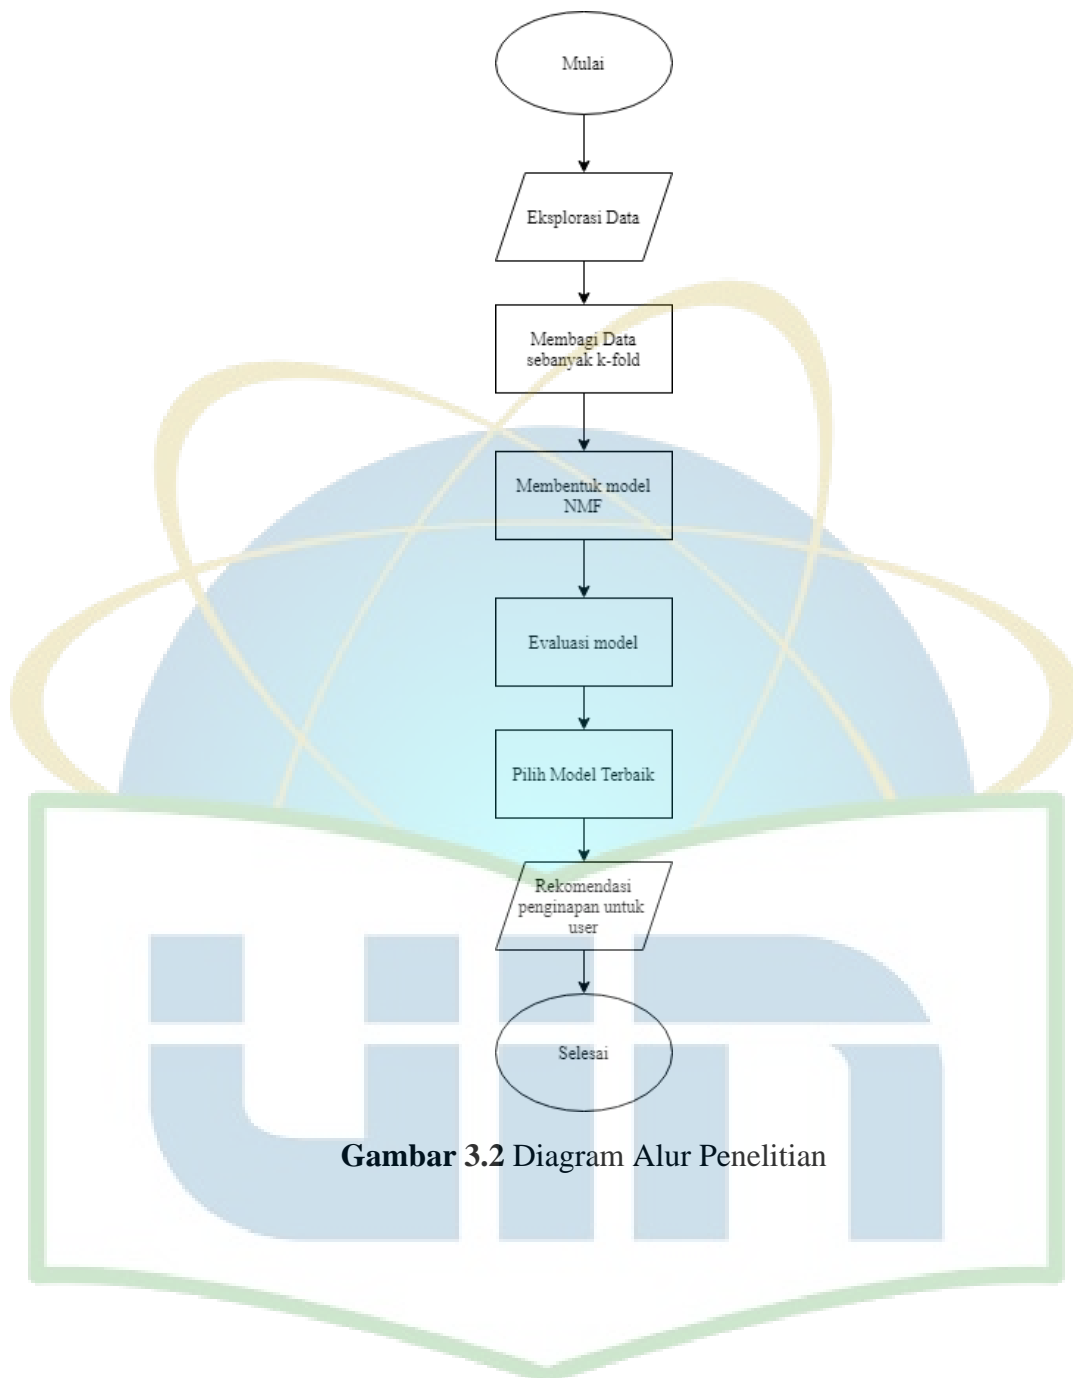 Mulai
Eksplorasi Data
Membagi Data
sebanyak k-fold
Membentuk model
NMF
Evaluasi model
Pilih Model Terbaik
Rekomendasi
penginapan untuk
user
Selesai
Gambar 3.2 Diagram Alur Penelitian
uin